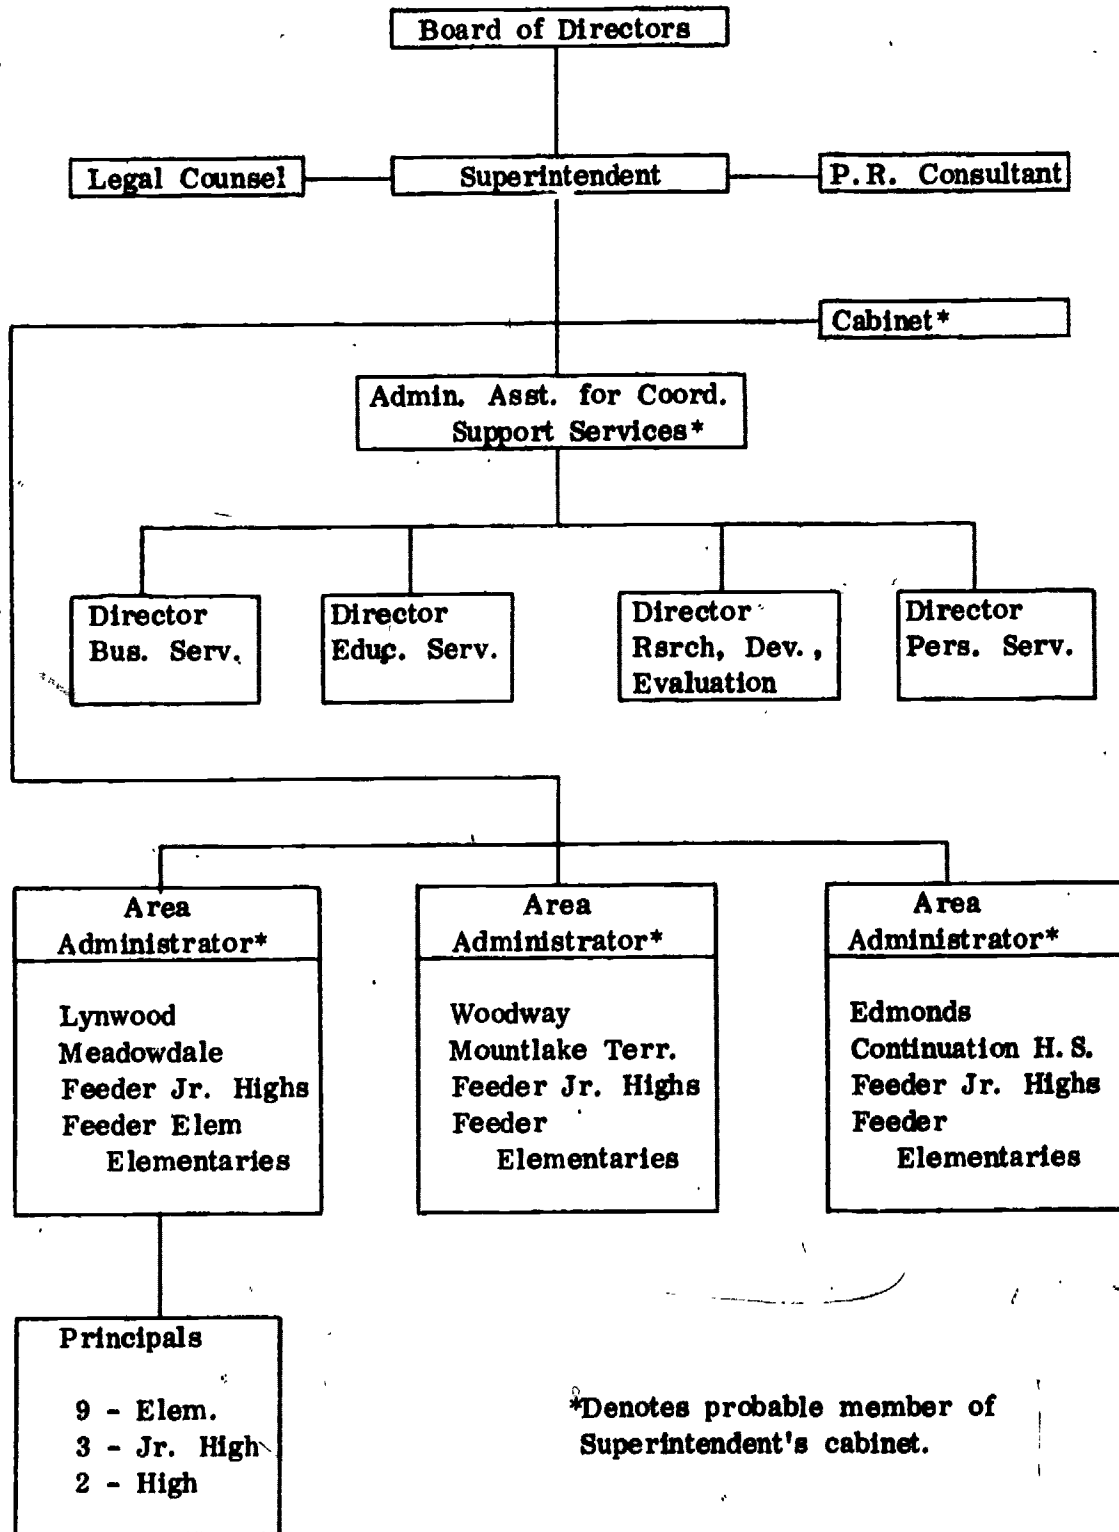 Board of Directors
Legal Counsel
Superintendent
P.R. Consultant
Cabinet*
Admin. Asst. for Coord.
Support Services*
Director
Bus. Serv.
Director
Educ. Serv.
Director
Rsrch, Dev.,
Evaluation
Director
Pers. Serv.
Area
Administrator*
Lynwood
Meadowdale
Feeder Jr. Highs
Feeder Elem
Elementaries
Area
Administrator*
Woodway
Mountlake Terr.
Feeder Jr. Highs
Feeder
Elementaries
Area
Administrator*
Edmonds
Continuation H.S.
Feeder Jr. Highs
Feeder
Elementaries
Principals
9 - Elem.
3 - Jr. High
2 - High
*Denotes probable member of
Superintendent's cabinet.